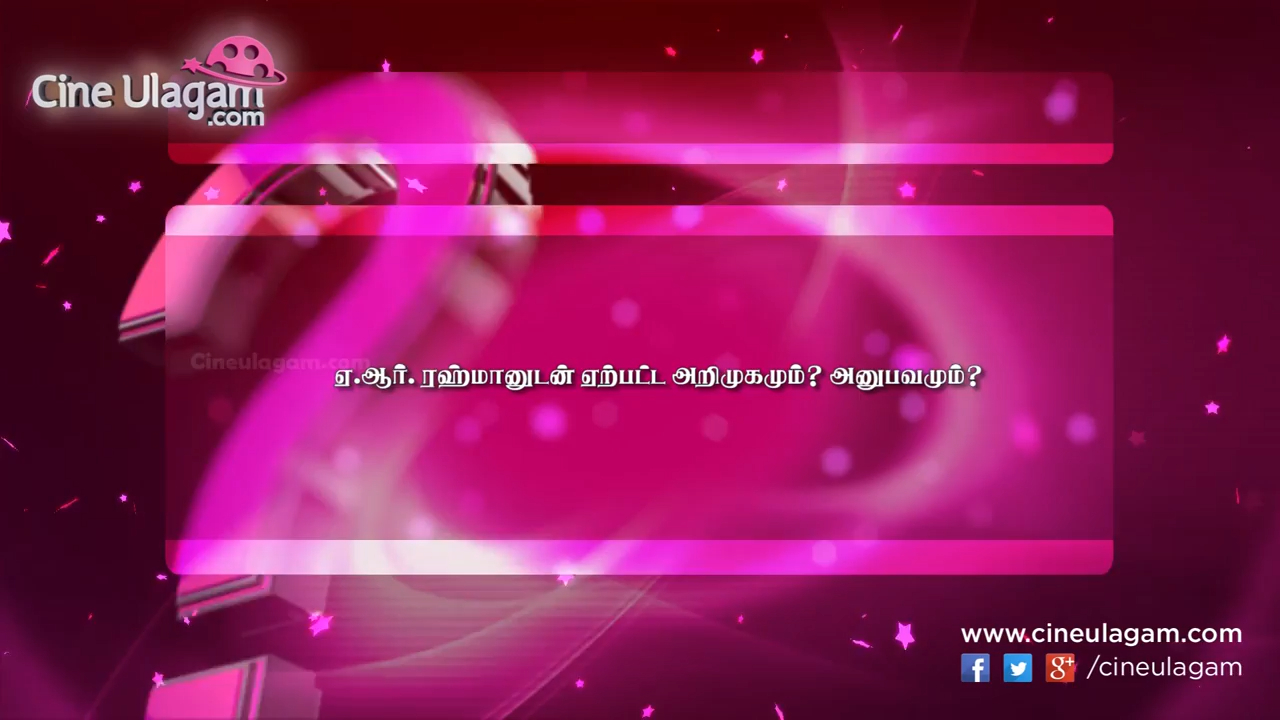 Cine Ulagam
.com
Cineulagam.com
ஏ.ஆர். ரஹ்மானுடன் ஏற்பட்ட அறிமுகமும்? அனுபவமும்?
www.cineulagam.com
/cineulagam